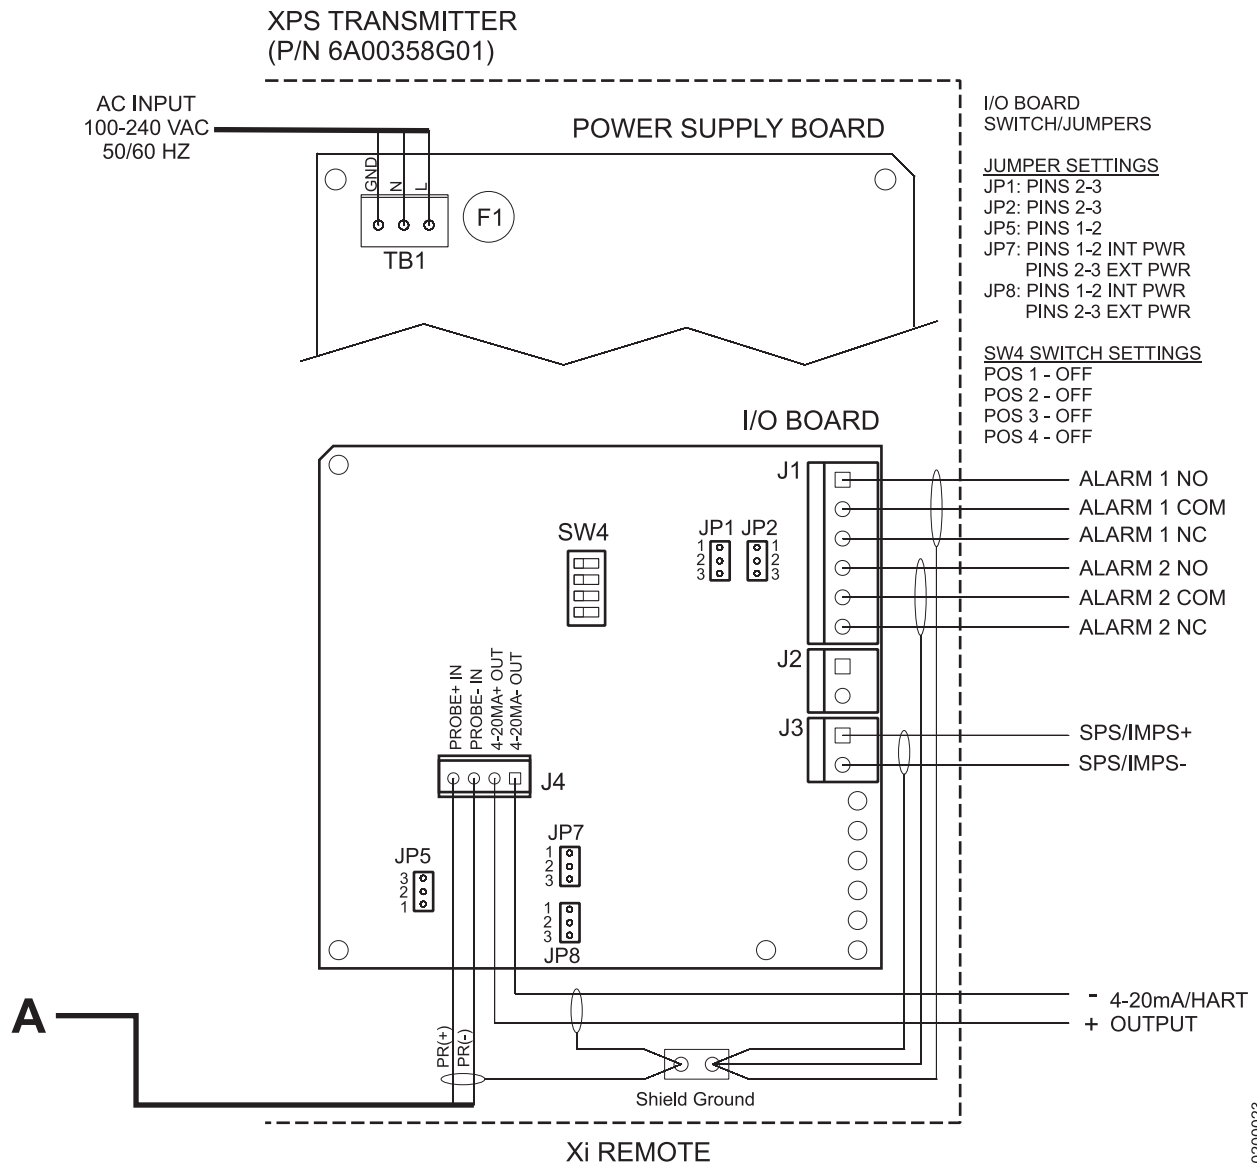 XPS TRANSMITTER
(P/N 6A00358G01)
AC INPUT
100-240 VAC
50/60 HZ
POWER SUPPLY BOARD
GND
N
L
F1
TB1
I/O BOARD
SWITCH/JUMPERS
JUMPER SETTINGS
JP1: PINS 2-3
JP2: PINS 2-3
JP5: PINS 1-2
JP7: PINS 1-2 INT PWR
PINS 2-3 EXT PWR
JP8: PINS 1-2 INT PWR
PINS 2-3 EXT PWR
SW4 SWITCH SETTINGS
POS 1 - OFF
POS 2 - OFF
POS 3 - OFF
POS 4 - OFF
I/O BOARD
J1
ALARM 1 NO
ALARM 1 COM
ALARM 1 NC
ALARM 2 NO
ALARM 2 COM
ALARM 2 NC
SW4
JP1 JP2
1 1
2 2
3 3
J2
J3
SPS/IMPS+
SPS/IMPS-
PROBE+ IN
PROBE- IN
4-20MA+ OUT
4-20MA- OUT
J4
JP5
3
2
1
JP7
1
2
3
1
2
3
JP8
A
PR(+)
PR(-)
- 4-20mA/HART
+ OUTPUT
Shield Ground
Xi REMOTE